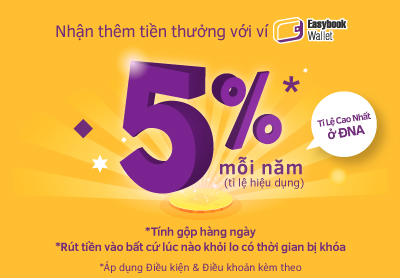 Nhận thêm tiền thưởng với ví Easybook Wallet
5%*
Tỉ Lệ Cao Nhất
ở ĐNA
mỗi năm
(tỉ lệ hiệu dụng)
*Tính gộp hàng ngày
*Rút tiền vào bất cứ lúc nào khỏi lo có thời gian bị khóa
*Áp dụng Điều kiện & Điều khoản kèm theo